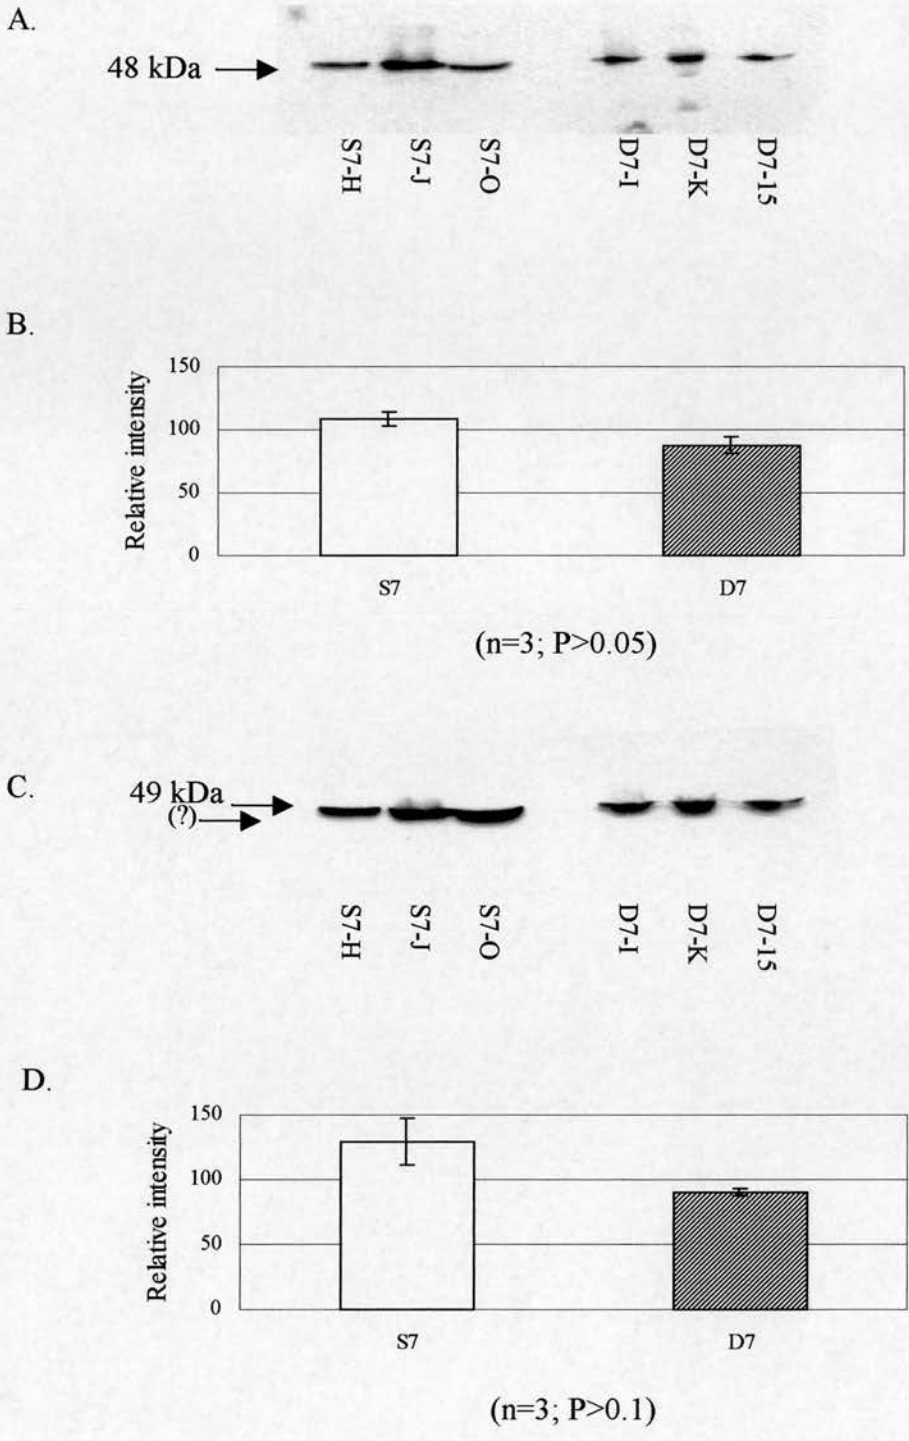 A.
48 kDa
S7-H S7-J S7-O D7-I D7-K D7-15
B.
Relative intensity
150
100
50
0
S7 D7
(n=3; P>0.05)
C.
49 kDa
(?)
S7-H S7-J S7-O D7-I D7-K D7-15
D.
Relative intensity
150
100
50
0
S7 D7
(n=3; P>0.1)